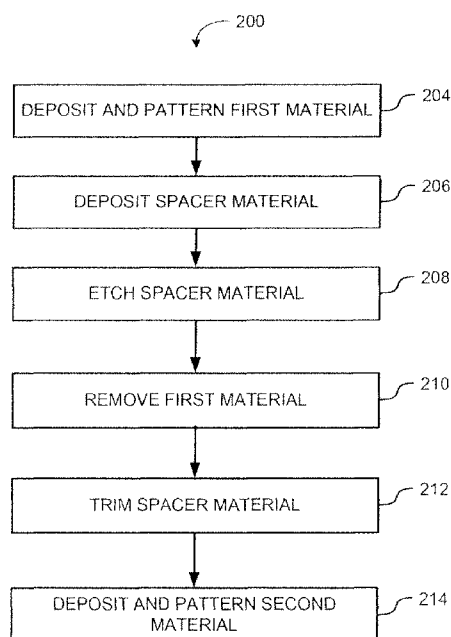 200
DEPOSIT AND PATTERN FIRST MATERIAL
204
DEPOSIT SPACER MATERIAL
206
ETCH SPACER MATERIAL
208
REMOVE FIRST MATERIAL
210
TRIM SPACER MATERIAL
212
DEPOSIT AND PATTERN SECOND
MATERIAL
214